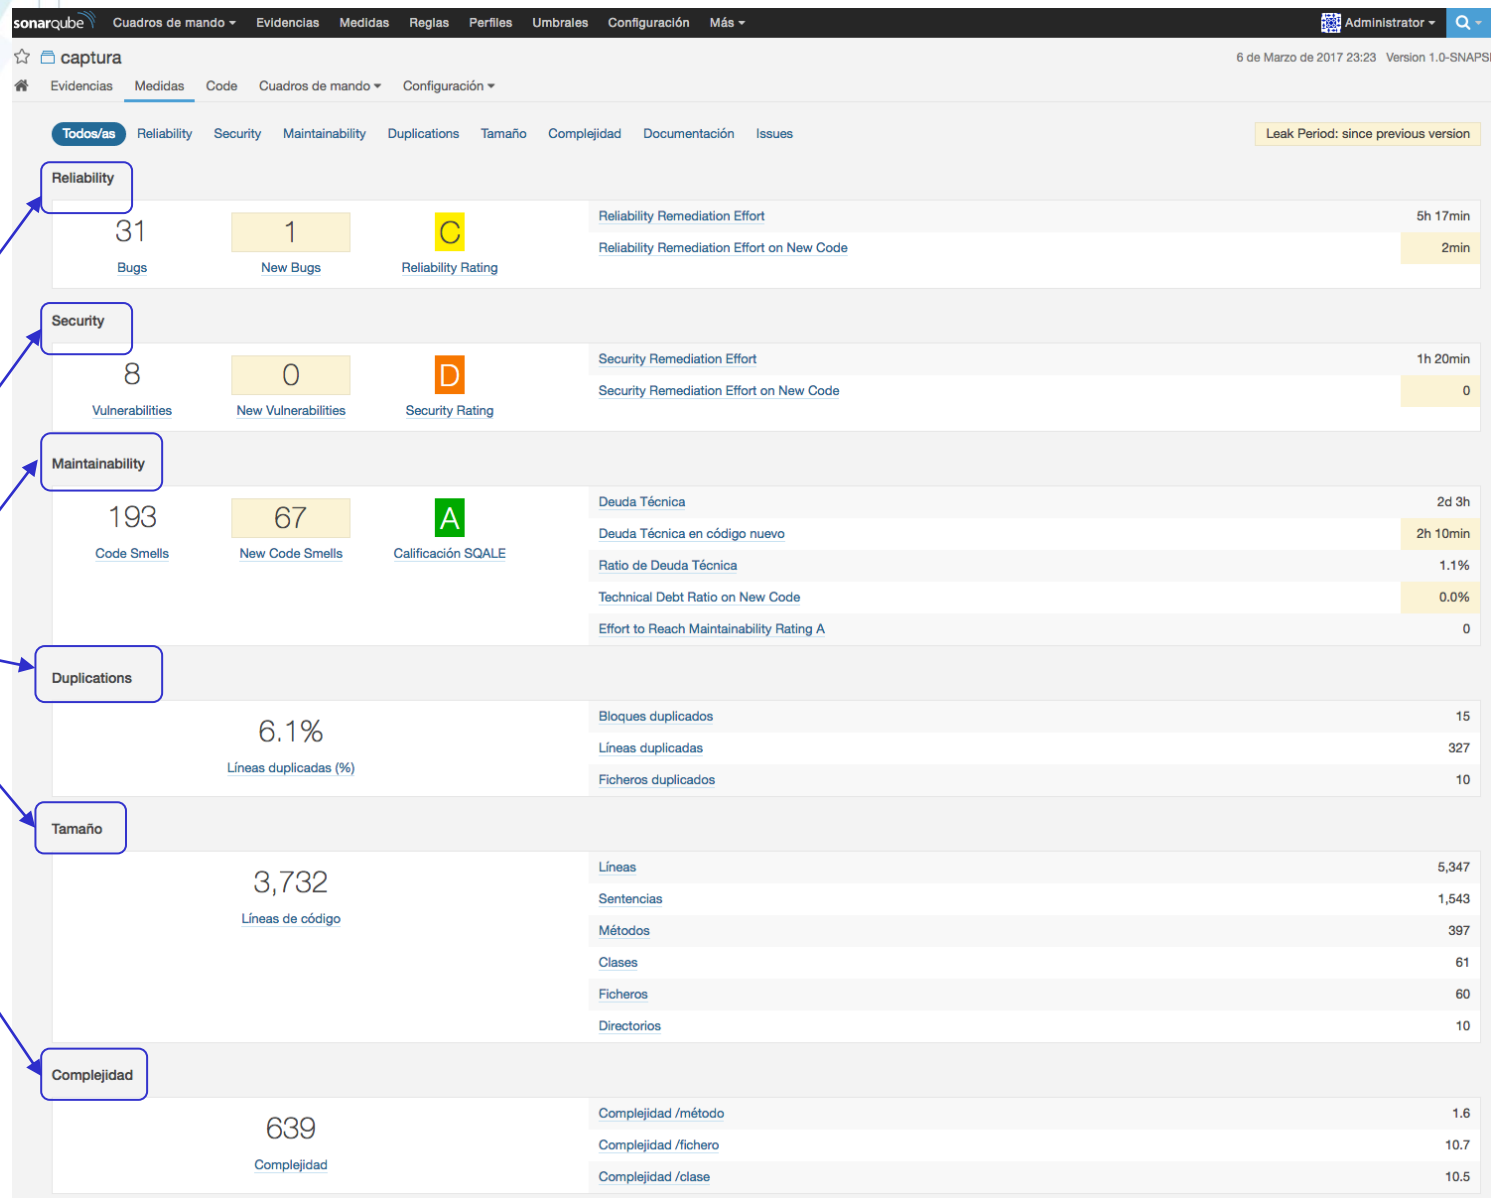 sonarqube Cuadros de mando Evidencias Medidas Reglas Perfiles Umbrales Configuración Más Administrator
captura 6 de Marzo de 2017 23:23 Version 1.0-SNAPS
Evidencias Medidas Code Cuadros de mando Configuración
Todos/as Reliability Security Maintainability Duplications Tamaño Complejidad Documentación Issues Leak Period: since previous version
Reliability
31 1 C
Bugs New Bugs Reliability Rating
Reliability Remediation Effort 5h 17min
Reliability Remediation Effort on New Code 2min
Security
8 0 D
Vulnerabilities New Vulnerabilities Security Rating
Security Remediation Effort 1h 20min
Security Remediation Effort on New Code 0
Maintainability
193 67 A
Code Smells New Code Smells Calificación SQALE
Deuda Técnica 2d 3h
Deuda Técnica en código nuevo 2h 10min
Ratio de Deuda Técnica 1.1%
Technical Debt Ratio on New Code 0.0%
Effort to Reach Maintainability Rating A 0
Duplications
6.1%
Líneas duplicadas (%)
Bloques duplicados 15
Líneas duplicadas 327
Ficheros duplicados 10
Tamaño
3,732
Líneas de código
Líneas 5,347
Sentencias 1,543
Métodos 397
Clases 61
Ficheros 60
Directorios 10
Complejidad
639
Complejidad
Complejidad /método 1.6
Complejidad /fichero 10.7
Complejidad /clase 10.5